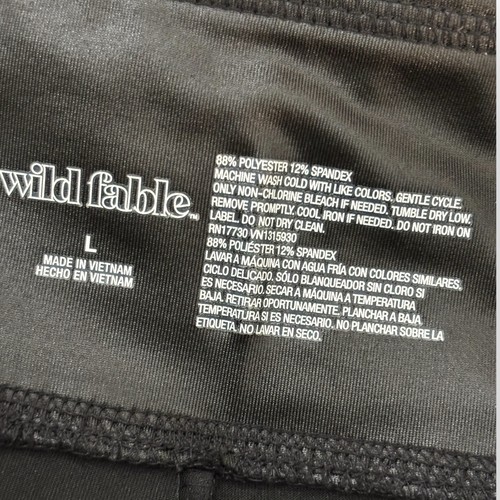 wild fable™
L
MADE IN VIETNAM
HECHO EN VIETNAM
88% POLYESTER 12% SPANDEX
MACHINE WASH COLD WITH LIKE COLORS, GENTLE CYCLE.
ONLY NON-CHLORINE BLEACH IF NEEDED. TUMBLE DRY LOW.
REMOVE PROMPTLY. COOL IRON IF NEEDED. DO NOT IRON ON
LABEL. DO NOT DRY CLEAN.
RN17730 VN1315930
88% POLIÉSTER 12% SPANDEX
LAVAR A MÁQUINA CON AGUA FRÍA CON COLORES SIMILARES,
CICLO DELICADO. SÓLO BLANQUEADOR SIN CLORO SI
ES NECESARIO. SECAR A MÁQUINA A TEMPERATURA
BAJA. RETIRAR OPORTUNAMENTE. PLANCHAR A BAJA
TEMPERATURA SI ES NECESARIO. NO PLANCHAR SOBRE LA
ETIQUETA. NO LAVAR EN SECO.